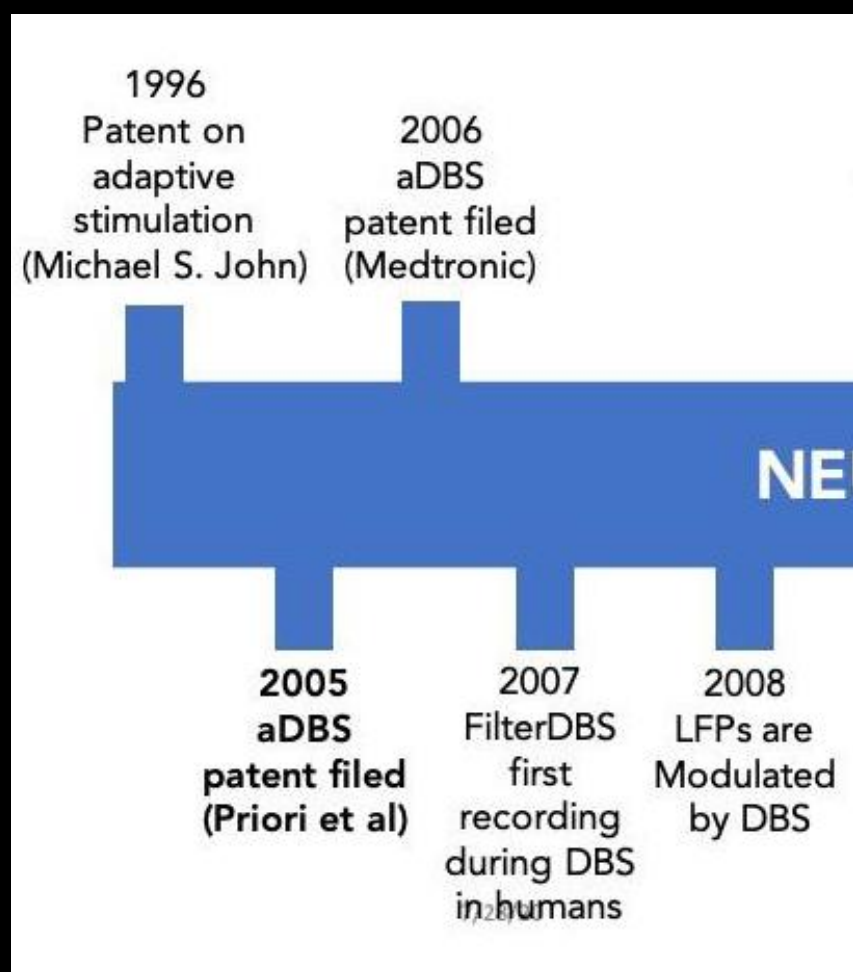 1996
Patent on
adaptive
stimulation
(Michael S. John)
2006
aDBS
patent filed
(Medtronic)
NE
2005
aDBS
patent filed
(Priori et al)
2007
FilterDBS
first
recording
during DBS
in humans
2008
LFPs are
Modulated
by DBS